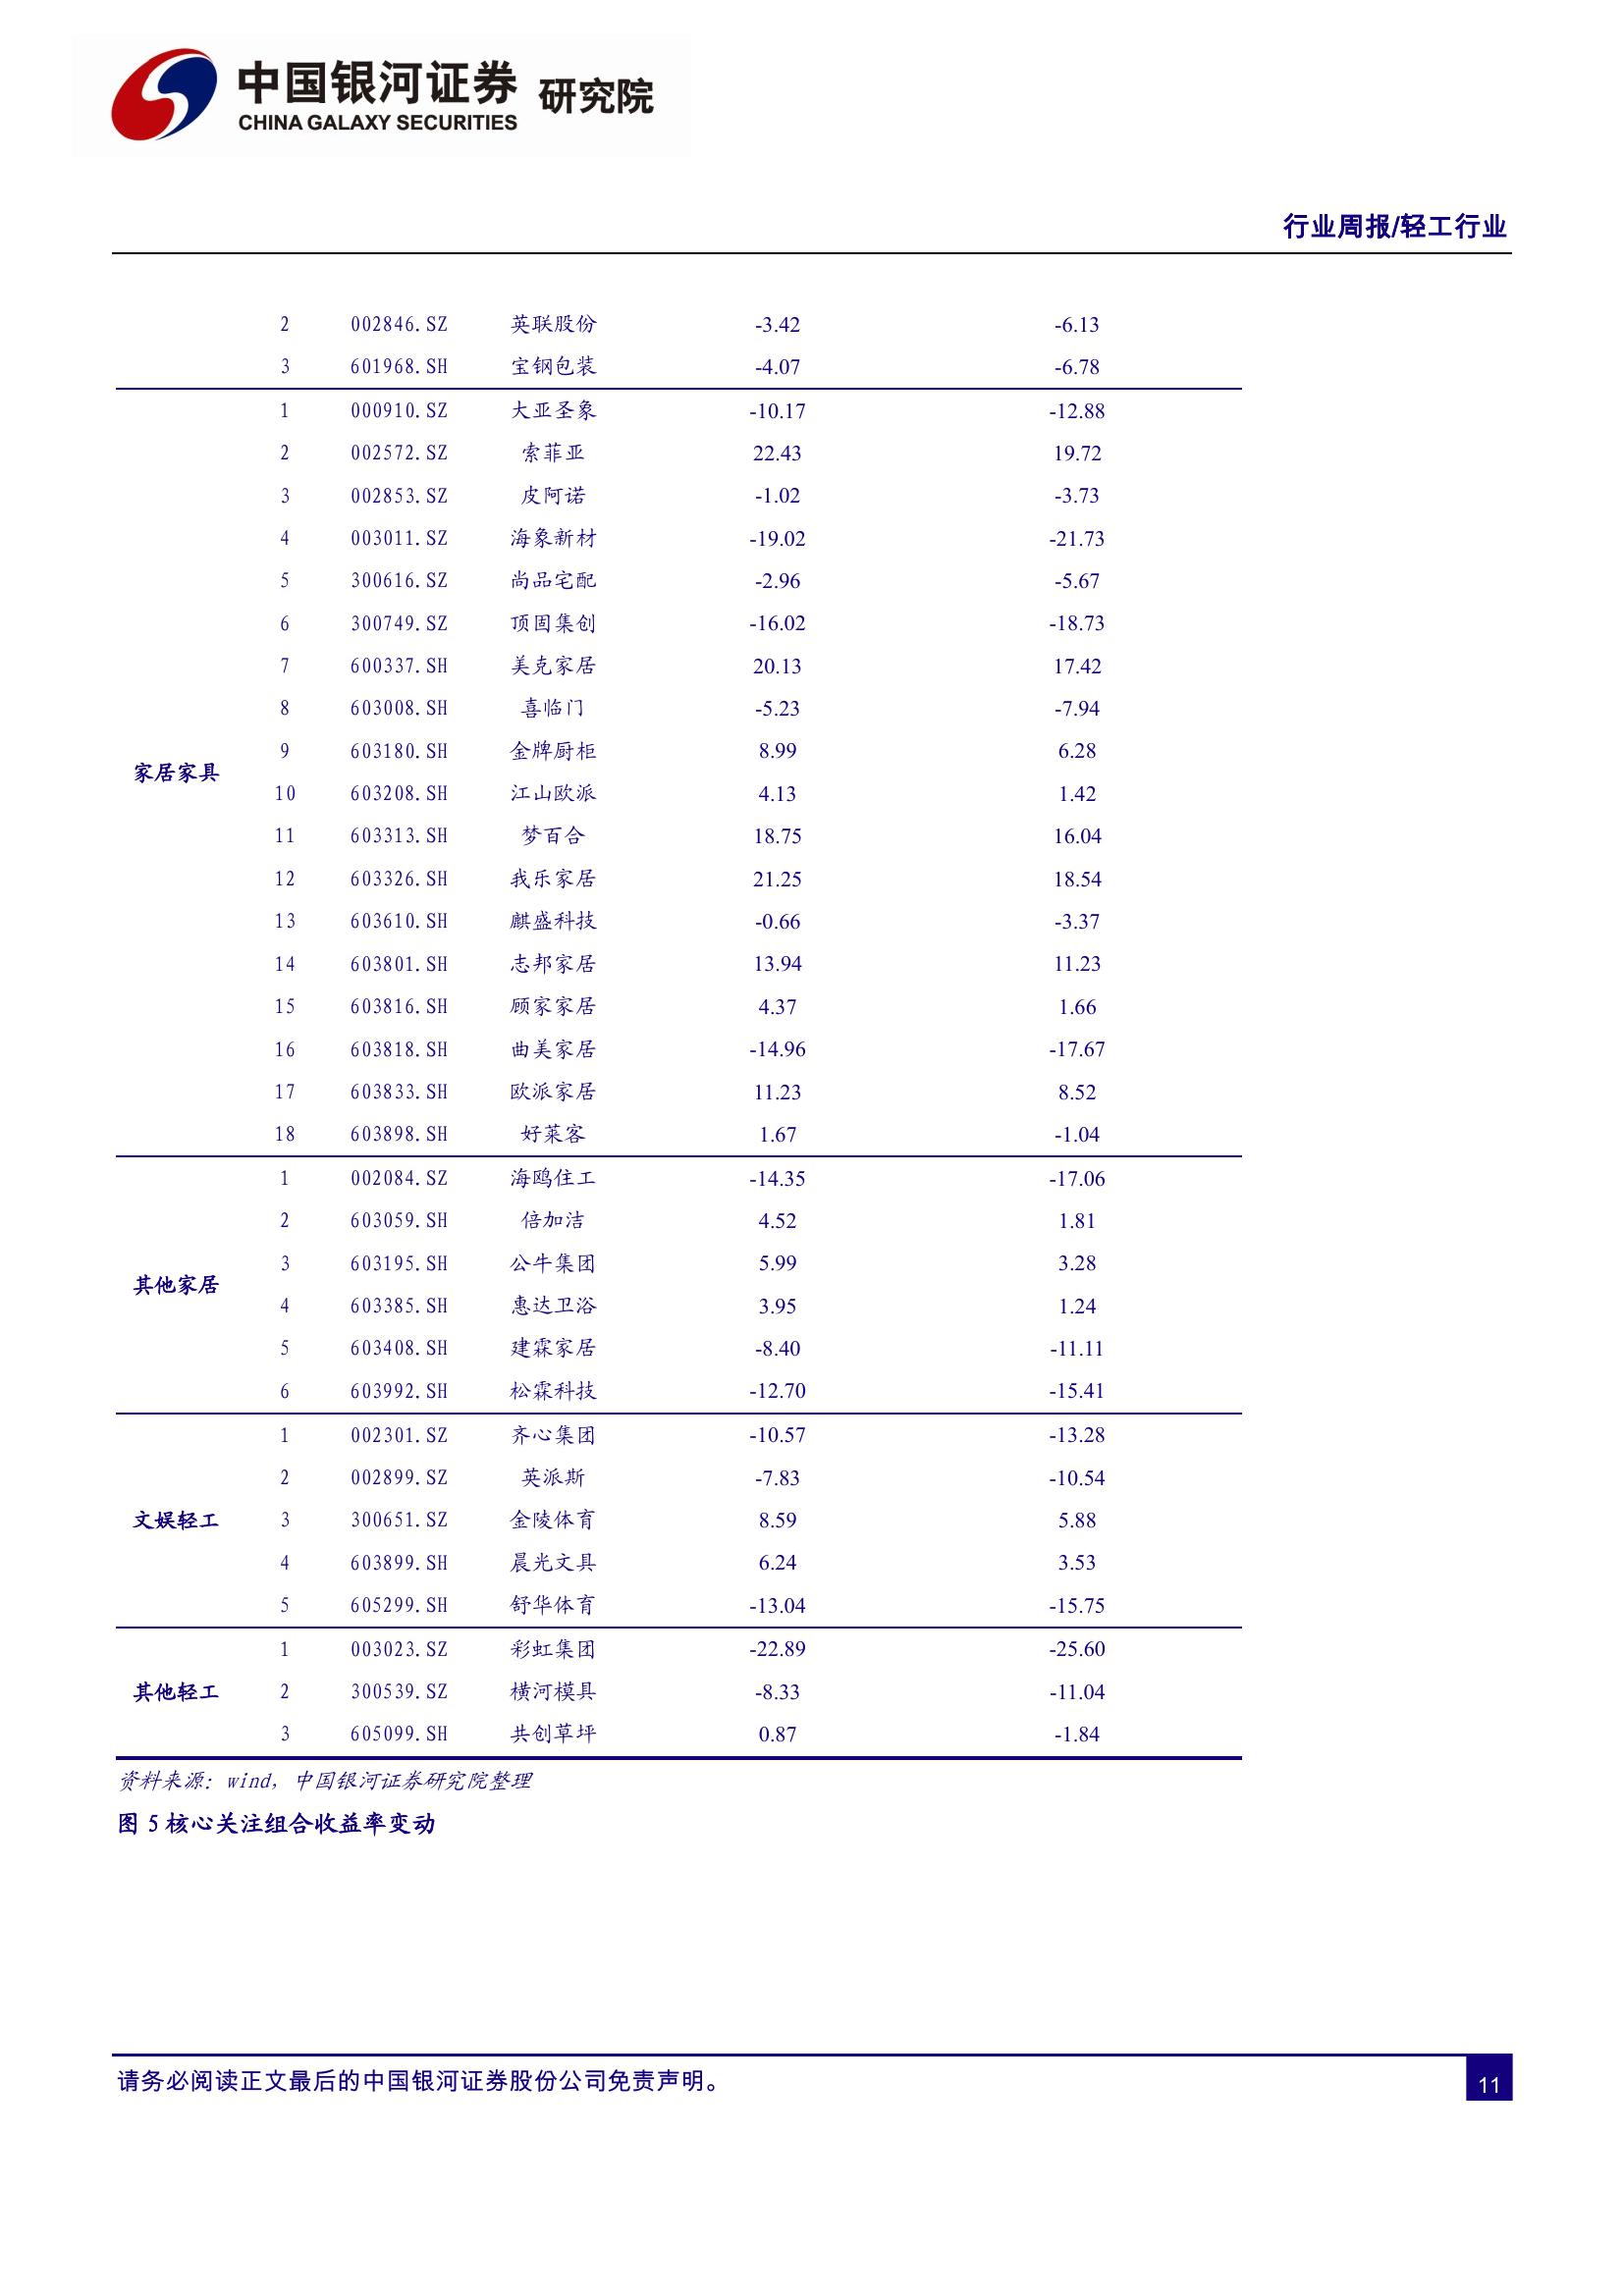 中国银河证券 研究院
CHINA GALAXY SECURITIES
行业周报/轻工行业
2 002846.SZ 英联股份 -3.42 -6.13
3 601968.SH 宝钢包装 -4.07 -6.78
家居家具
1 000910.SZ 大亚圣象 -10.17 -12.88
2 002572.SZ 索菲亚 22.43 19.72
3 002853.SZ 皮阿诺 -1.02 -3.73
4 003011.SZ 海象新材 -19.02 -21.73
5 300616.SZ 尚品宅配 -2.96 -5.67
6 300749.SZ 顶固集创 -16.02 -18.73
7 600337.SH 美克家居 20.13 17.42
8 603008.SH 喜临门 -5.23 -7.94
9 603180.SH 金牌厨柜 8.99 6.28
10 603208.SH 江山欧派 4.13 1.42
11 603313.SH 梦百合 18.75 16.04
12 603326.SH 我乐家居 21.25 18.54
13 603610.SH 麒盛科技 -0.66 -3.37
14 603801.SH 志邦家居 13.94 11.23
15 603816.SH 顾家家居 4.37 1.66
16 603818.SH 曲美家居 -14.96 -17.67
17 603833.SH 欧派家居 11.23 8.52
18 603898.SH 好莱客 1.67 -1.04
其他家居
1 002084.SZ 海鸥住工 -14.35 -17.06
2 603059.SH 倍加洁 4.52 1.81
3 603195.SH 公牛集团 5.99 3.28
4 603385.SH 惠达卫浴 3.95 1.24
5 603408.SH 建霖家居 -8.40 -11.11
6 603992.SH 松霖科技 -12.70 -15.41
文娱轻工
1 002301.SZ 齐心集团 -10.57 -13.28
2 002899.SZ 英派斯 -7.83 -10.54
3 300651.SZ 金陵体育 8.59 5.88
4 603899.SH 晨光文具 6.24 3.53
5 605299.SH 舒华体育 -13.04 -15.75
其他轻工
1 003023.SZ 彩虹集团 -22.89 -25.60
2 300539.SZ 横河模具 -8.33 -11.04
3 605099.SH 共创草坪 0.87 -1.84
资料来源：wind，中国银河证券研究院整理
图 5 核心关注组合收益率变动
请务必阅读正文最后的中国银河证券股份公司免责声明。
11